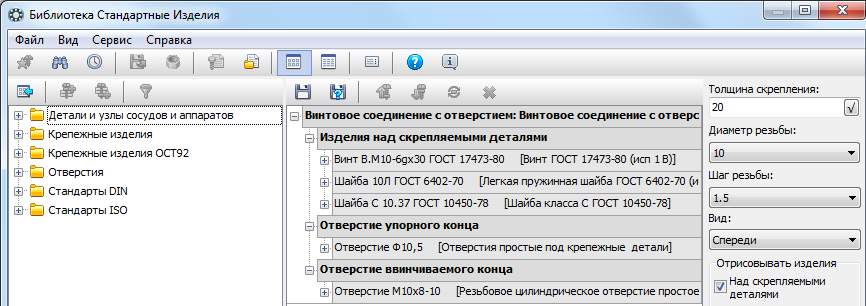 Библиотека Стандартные Изделия
Файл Вид Сервис Справка
Детали и узлы сосудов и аппаратов
Крепежные изделия
Крепежные изделия ОСТ92
Отверстия
Стандарты DIN
Стандарты ISO
Винтовое соединение с отверстием: Винтовое соединение с отверс
Изделия над скрепляемыми деталями
Винт B.M10-6gx30 ГОСТ 17473-80 [Винт ГОСТ 17473-80 (исп 1 B)]
Шайба 10Л ГОСТ 6402-70 [Легкая пружинная шайба ГОСТ 6402-70 (и
Шайба C 10.37 ГОСТ 10450-78 [Шайба класса C ГОСТ 10450-78]
Отверстие упорного конца
Отверстие Ф10,5 [Отверстия простые под крепежные детали]
Отверстие ввинчиваемого конца
Отверстие M10x8-10 [Резьбовое цилиндрическое отверстие простое
Толщина скрепления:
20
Диаметр резьбы:
10
Шаг резьбы:
1.5
Вид:
Спереди
Отрисовывать изделия
Над скрепляемыми
деталями